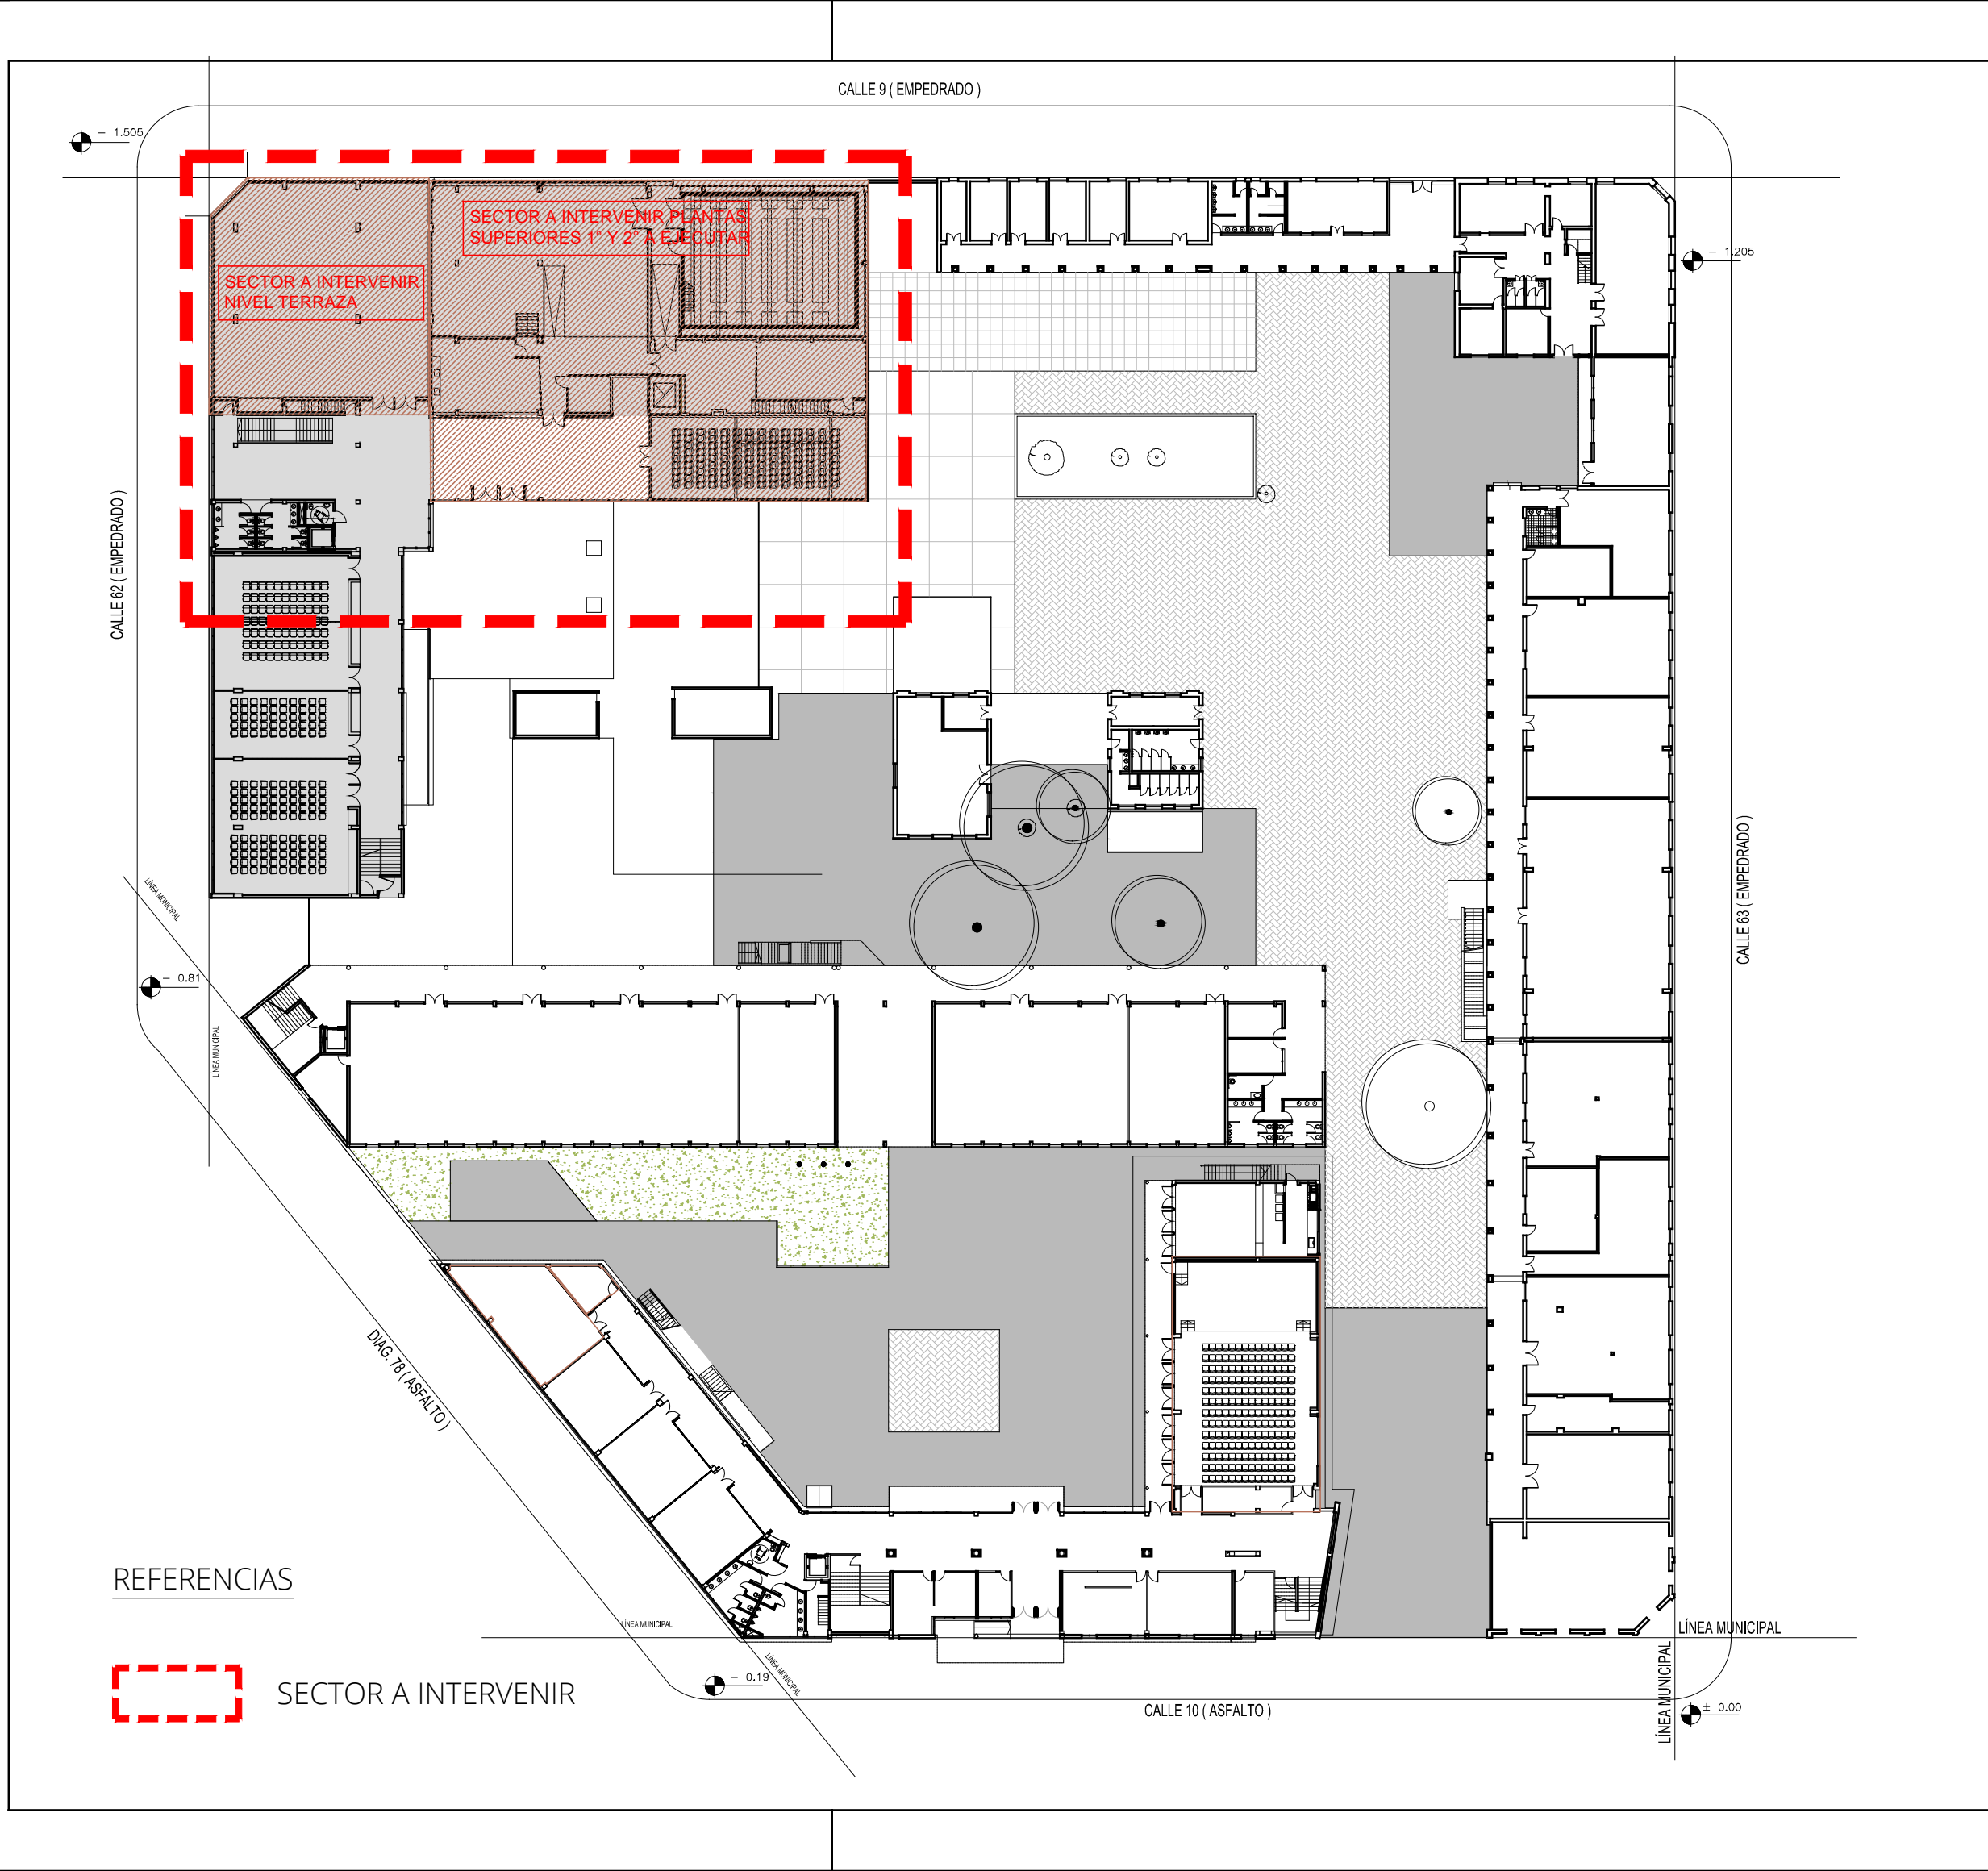 CALLE 9 ( EMPEDRADO )
- 1.505
SECTOR A INTERVENIR PLANTAS
SUPERIORES 1° Y 2° A EJECUTAR
- 1.205
SECTOR A INTERVENIR
NIVEL TERRAZA
CALLE 62 ( EMPEDRADO )
CALLE 63 ( EMPEDRADO )
LÍNEA MUNICIPAL
- 0.81
LÍNEA MUNICIPAL
DIAG. 78 ( ASFALTO )
REFERENCIAS
LÍNEA MUNICIPAL
LÍNEA MUNICIPAL
LÍNEA MUNICIPAL
LÍNEA MUNICIPAL
- 0.19
SECTOR A INTERVENIR
CALLE 10 ( ASFALTO )
± 0.00